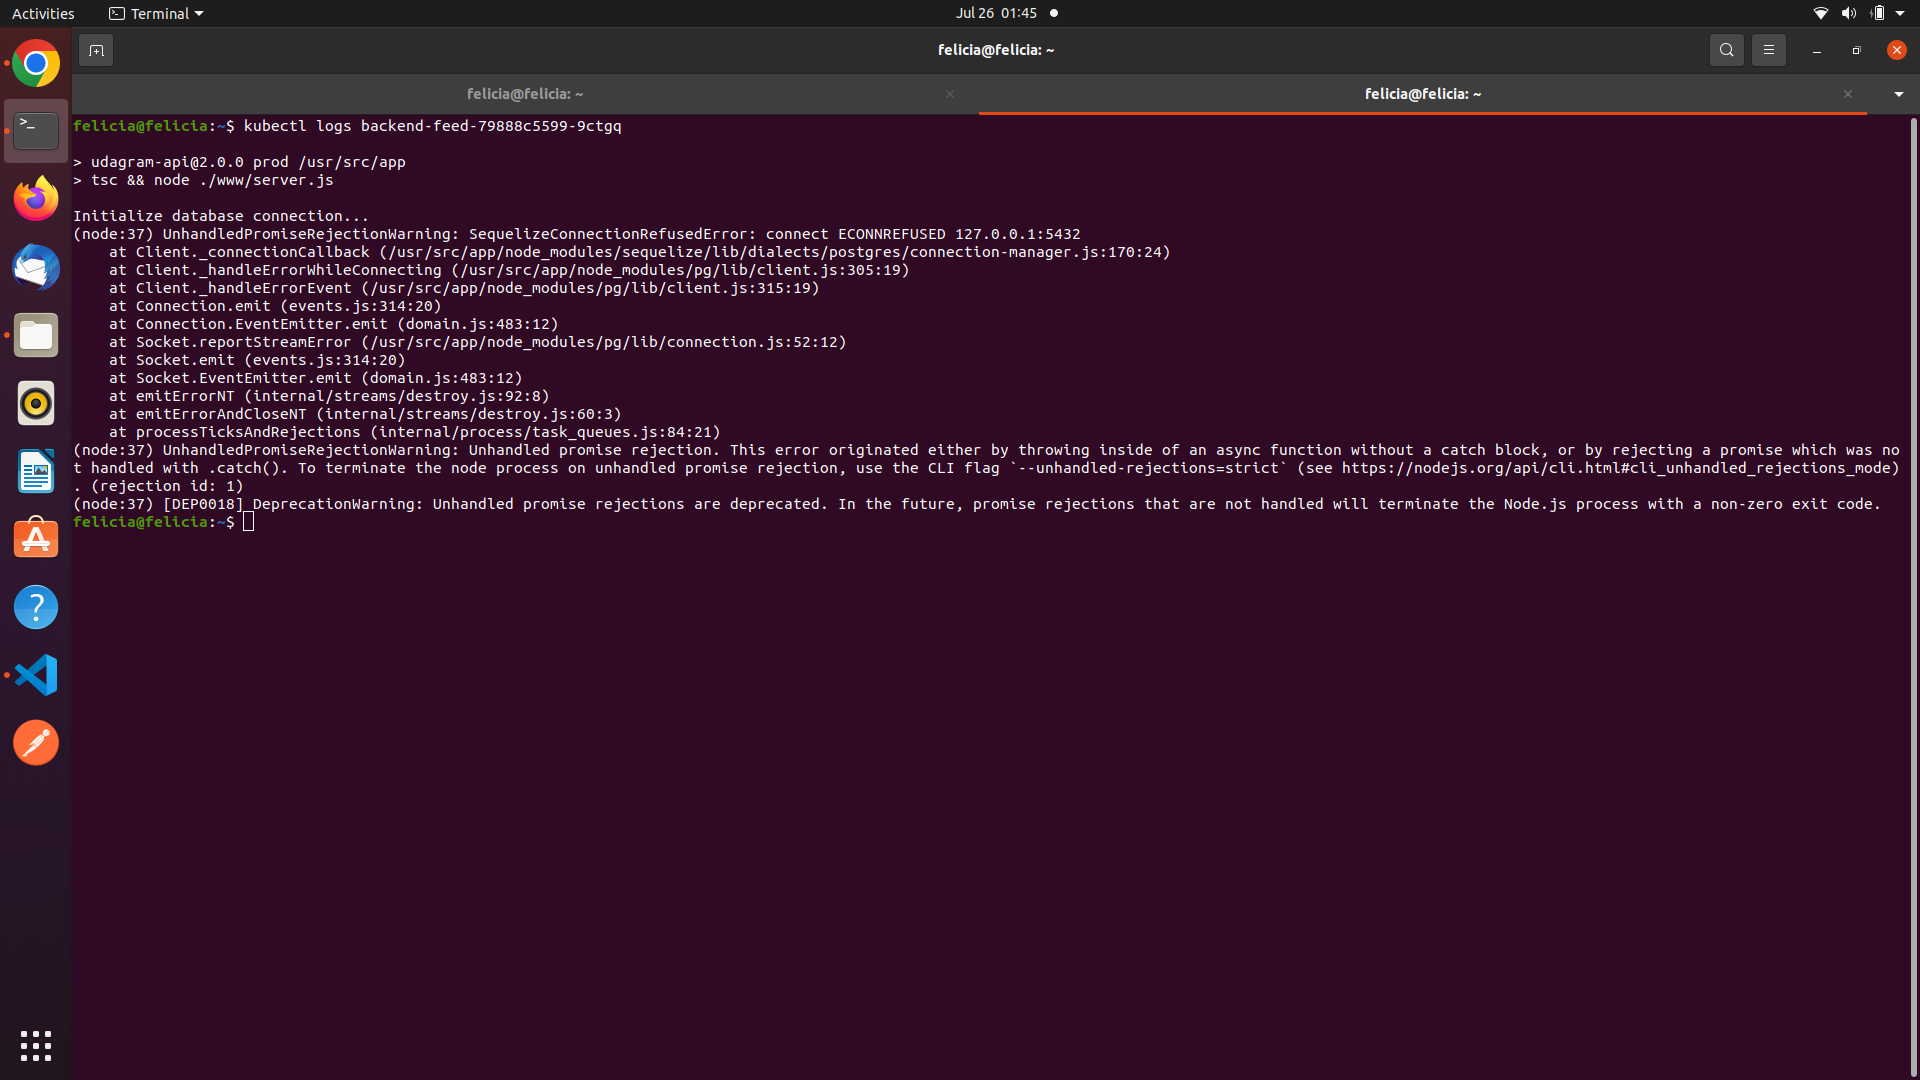 Activities
Terminal
Jul 26 01:45
felicia@felicia: ~
felicia@felicia: ~
felicia@felicia: ~
felicia@felicia:~$ kubectl logs backend-feed-79888c5599-9ctgq
> udagram-api@2.0.0 prod /usr/src/app
> tsc && node ./www/server.js
Initialize database connection...
(node:37) UnhandledPromiseRejectionWarning: SequelizeConnectionRefusedError: connect ECONNREFUSED 127.0.0.1:5432
    at Client._connectionCallback (/usr/src/app/node_modules/sequelize/lib/dialects/postgres/connection-manager.js:170:24)
    at Client._handleErrorWhileConnecting (/usr/src/app/node_modules/pg/lib/client.js:305:19)
    at Client._handleErrorEvent (/usr/src/app/node_modules/pg/lib/client.js:315:19)
    at Connection.emit (events.js:314:20)
    at Connection.EventEmitter.emit (domain.js:483:12)
    at Socket.reportStreamError (/usr/src/app/node_modules/pg/lib/connection.js:52:12)
    at Socket.emit (events.js:314:20)
    at Socket.EventEmitter.emit (domain.js:483:12)
    at emitErrorNT (internal/streams/destroy.js:92:8)
    at emitErrorAndCloseNT (internal/streams/destroy.js:60:3)
    at processTicksAndRejections (internal/process/task_queues.js:84:21)
(node:37) UnhandledPromiseRejectionWarning: Unhandled promise rejection. This error originated either by throwing inside of an async function without a catch block, or by rejecting a promise which was no
t handled with .catch(). To terminate the node process on unhandled promise rejection, use the CLI flag `--unhandled-rejections=strict` (see https://nodejs.org/api/cli.html#cli_unhandled_rejections_mode)
. (rejection id: 1)
(node:37) [DEP0018] DeprecationWarning: Unhandled promise rejections are deprecated. In the future, promise rejections that are not handled will terminate the Node.js process with a non-zero exit code.
felicia@felicia:~$